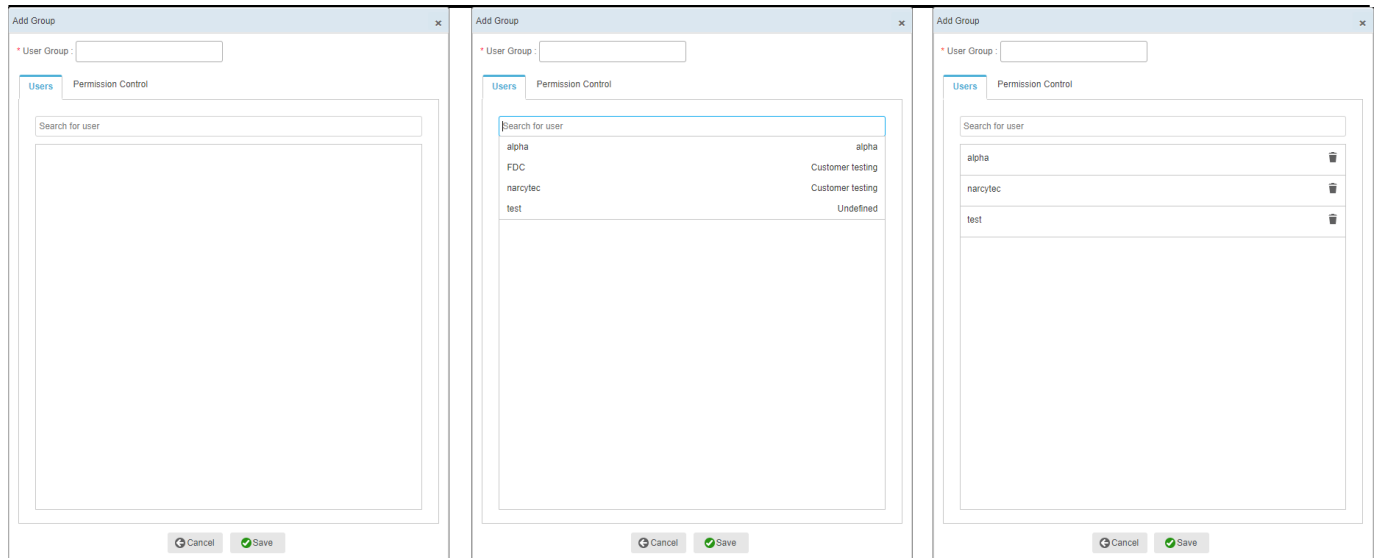 Add Group ×
* User Group :
Users Permission Control
Search for user
Cancel Save
Add Group ×
* User Group :
Users Permission Control
Search for user
alpha alpha
FDC Customer testing
narcytec Customer testing
test Undefined
Cancel Save
Add Group ×
* User Group :
Users Permission Control
Search for user
alpha
narcytec
test
Cancel Save